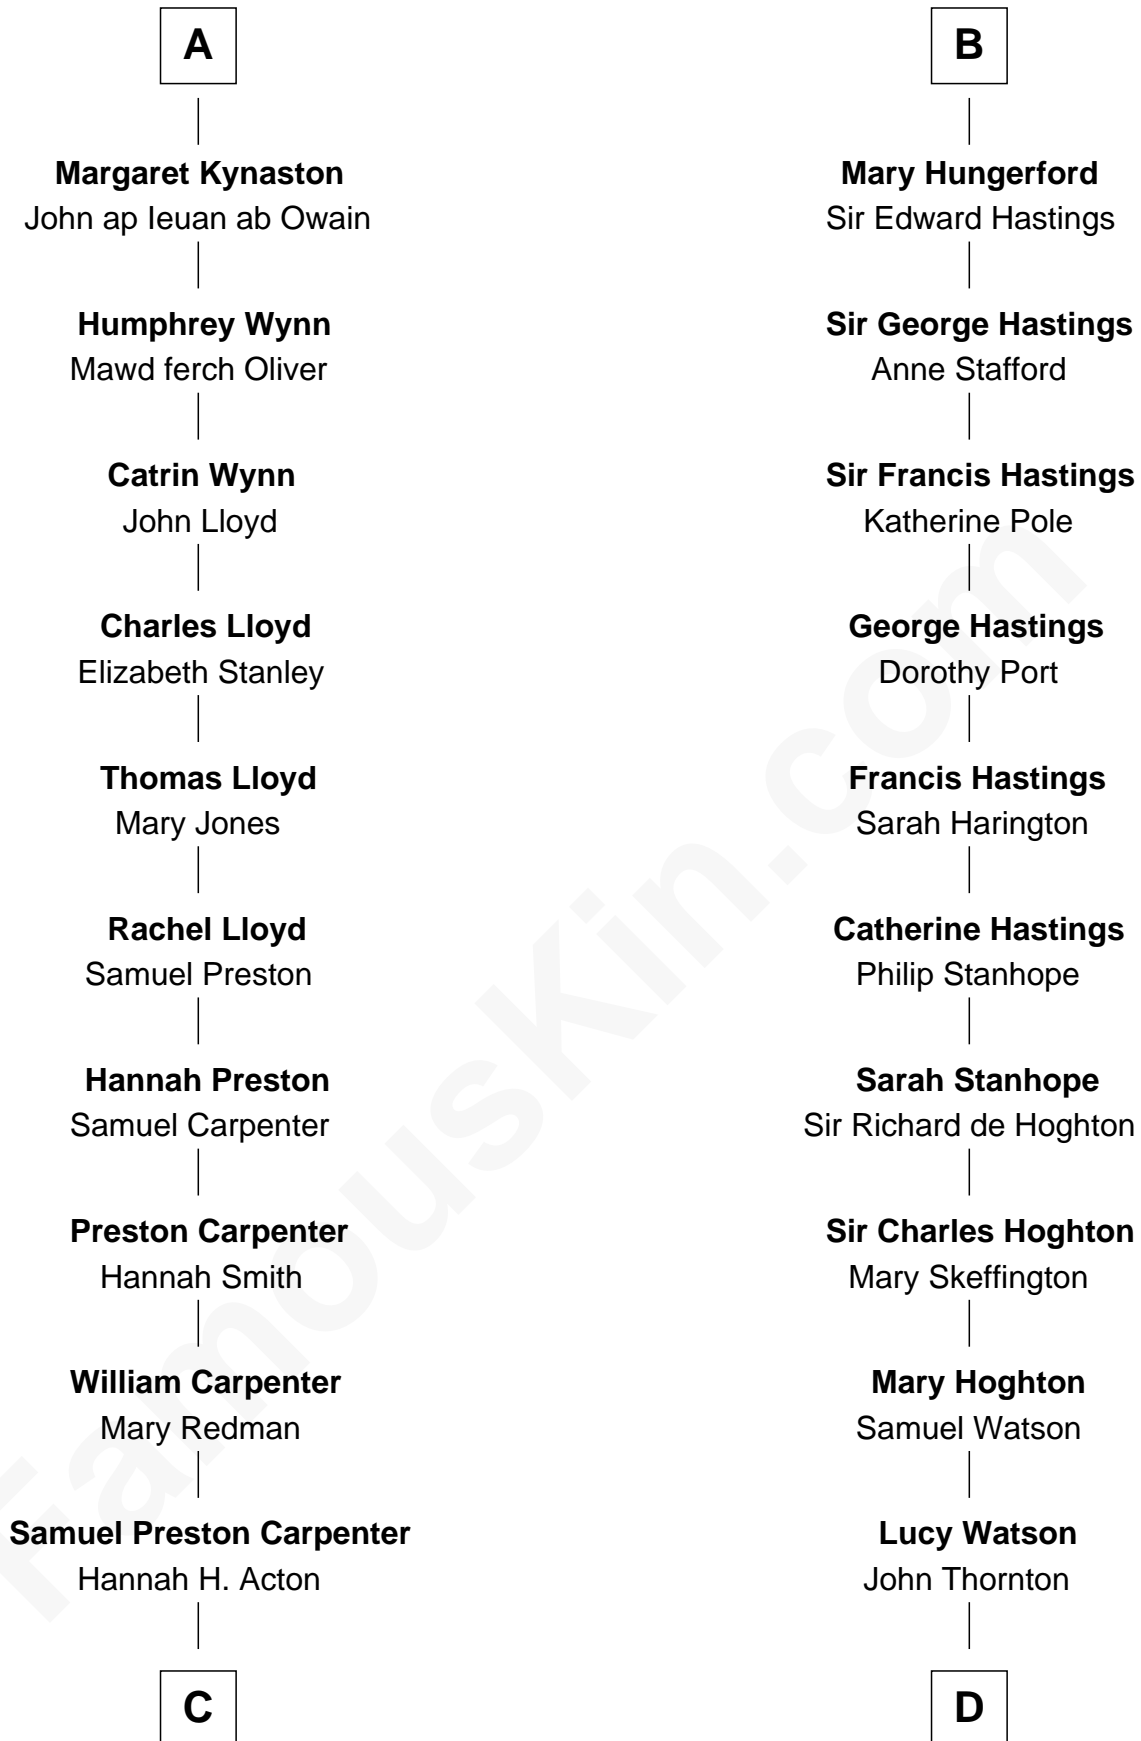 A
Margaret Kynaston
John ap Ieuan ab Owain
Humphrey Wynn
Mawd ferch Oliver
Catrin Wynn
John Lloyd
Charles Lloyd
Elizabeth Stanley
Thomas Lloyd
Mary Jones
Rachel Lloyd
Samuel Preston
Hannah Preston
Samuel Carpenter
Preston Carpenter
Hannah Smith
William Carpenter
Mary Redman
Samuel Preston Carpenter
Hannah H. Acton
C
B
Mary Hungerford
Sir Edward Hastings
Sir George Hastings
Anne Stafford
Sir Francis Hastings
Katherine Pole
George Hastings
Dorothy Port
Francis Hastings
Sarah Harington
Catherine Hastings
Philip Stanhope
Sarah Stanhope
Sir Richard de Hoghton
Sir Charles Hoghton
Mary Skeffington
Mary Hoghton
Samuel Watson
Lucy Watson
John Thornton
D
FamousKin.com